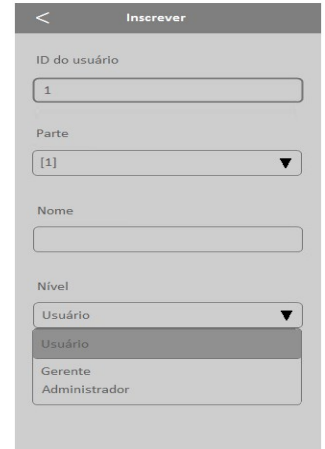 < Inscrever
ID do usuário
1
Parte
[1]
Nome
Nível
Usuário
Usuário
Gerente
Administrador